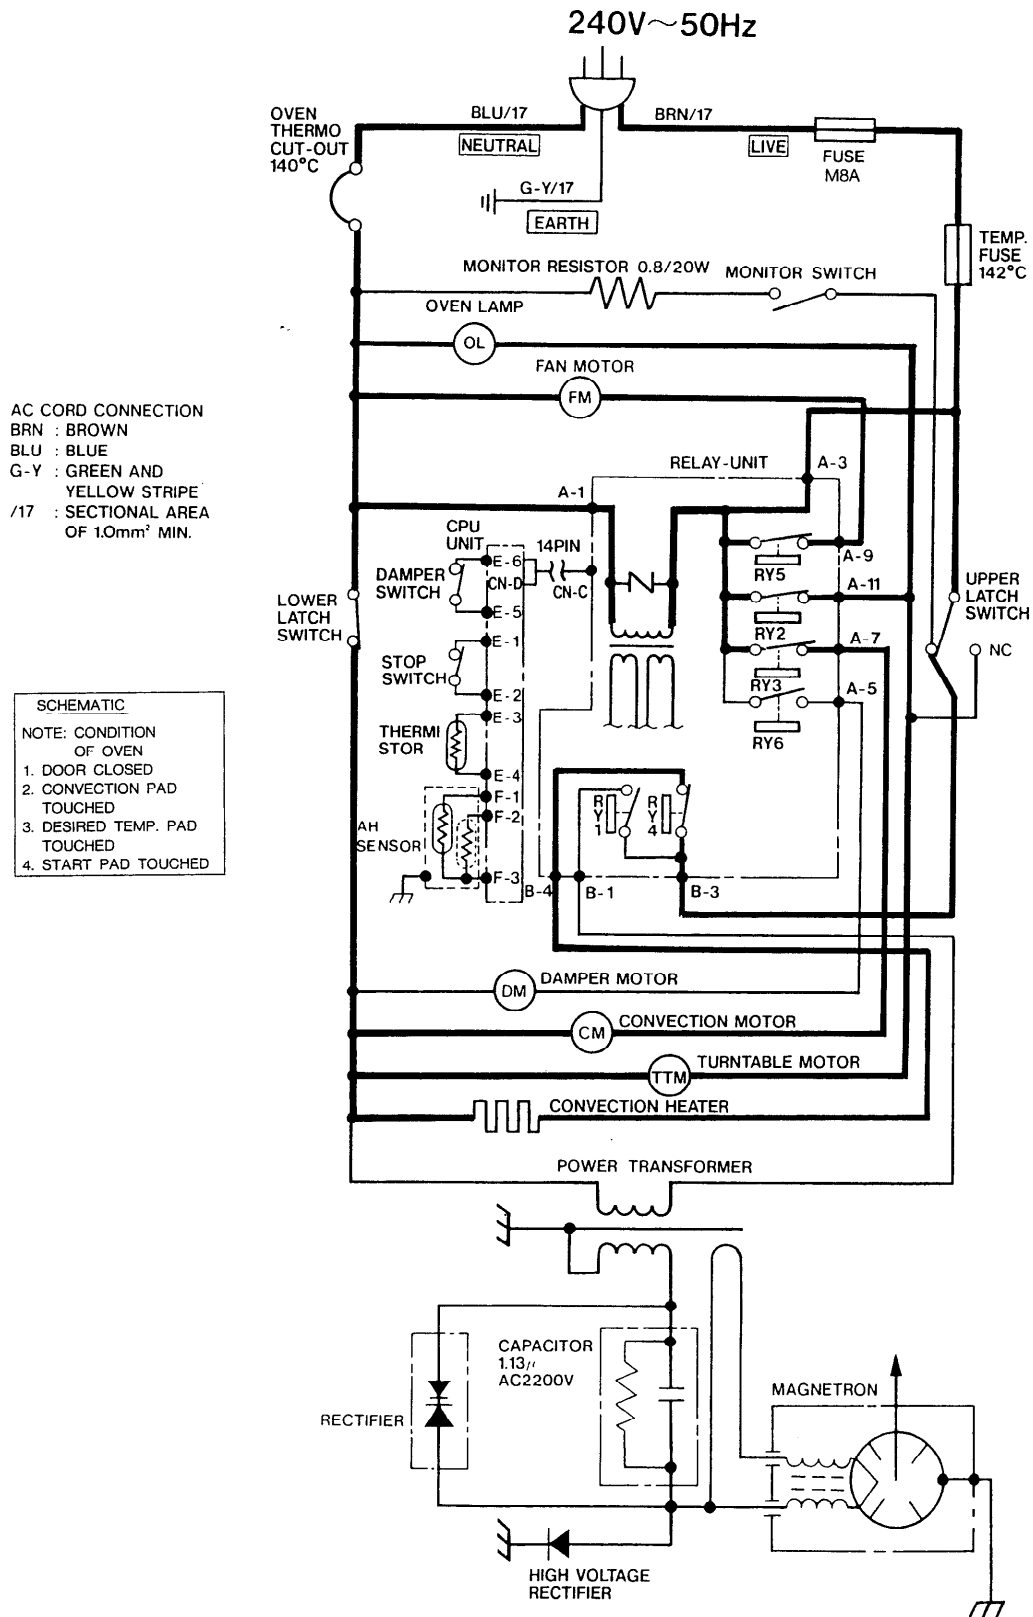 240V～50Hz
OVEN
THERMO
CUT-OUT
140°C
BLU/17
NEUTRAL
BRN/17
LIVE
FUSE
M8A
G-Y/17
EARTH
TEMP.
FUSE
142°C
MONITOR RESISTOR 0.8/20W
MONITOR SWITCH
OVEN LAMP
OL
FAN MOTOR
FM
AC CORD CONNECTION
BRN : BROWN
BLU : BLUE
G-Y : GREEN AND
YELLOW STRIPE
/17 : SECTIONAL AREA
OF 1.0mm² MIN.
RELAY-UNIT
A-3
A-1
CPU
UNIT
14PIN
E-6
CN-D
CN-C
DAMPER
SWITCH
E-5
RY5
A-9
A-11
RY2
A-7
RY3
A-5
RY6
LOWER
LATCH
SWITCH
UPPER
LATCH
SWITCH
NC
E-1
STOP
SWITCH
E-2
E-3
THERMI
STOR
E-4
F-1
F-2
AH
SENSOR
F-3
RY1
RY4
B-4
B-1
B-3
SCHEMATIC
NOTE: CONDITION
OF OVEN
1. DOOR CLOSED
2. CONVECTION PAD
TOUCHED
3. DESIRED TEMP. PAD
TOUCHED
4. START PAD TOUCHED
DM
DAMPER MOTOR
CM
CONVECTION MOTOR
TTM
TURNTABLE MOTOR
CONVECTION HEATER
POWER TRANSFORMER
CAPACITOR
1.13μ
AC2200V
RECTIFIER
MAGNETRON
HIGH VOLTAGE
RECTIFIER